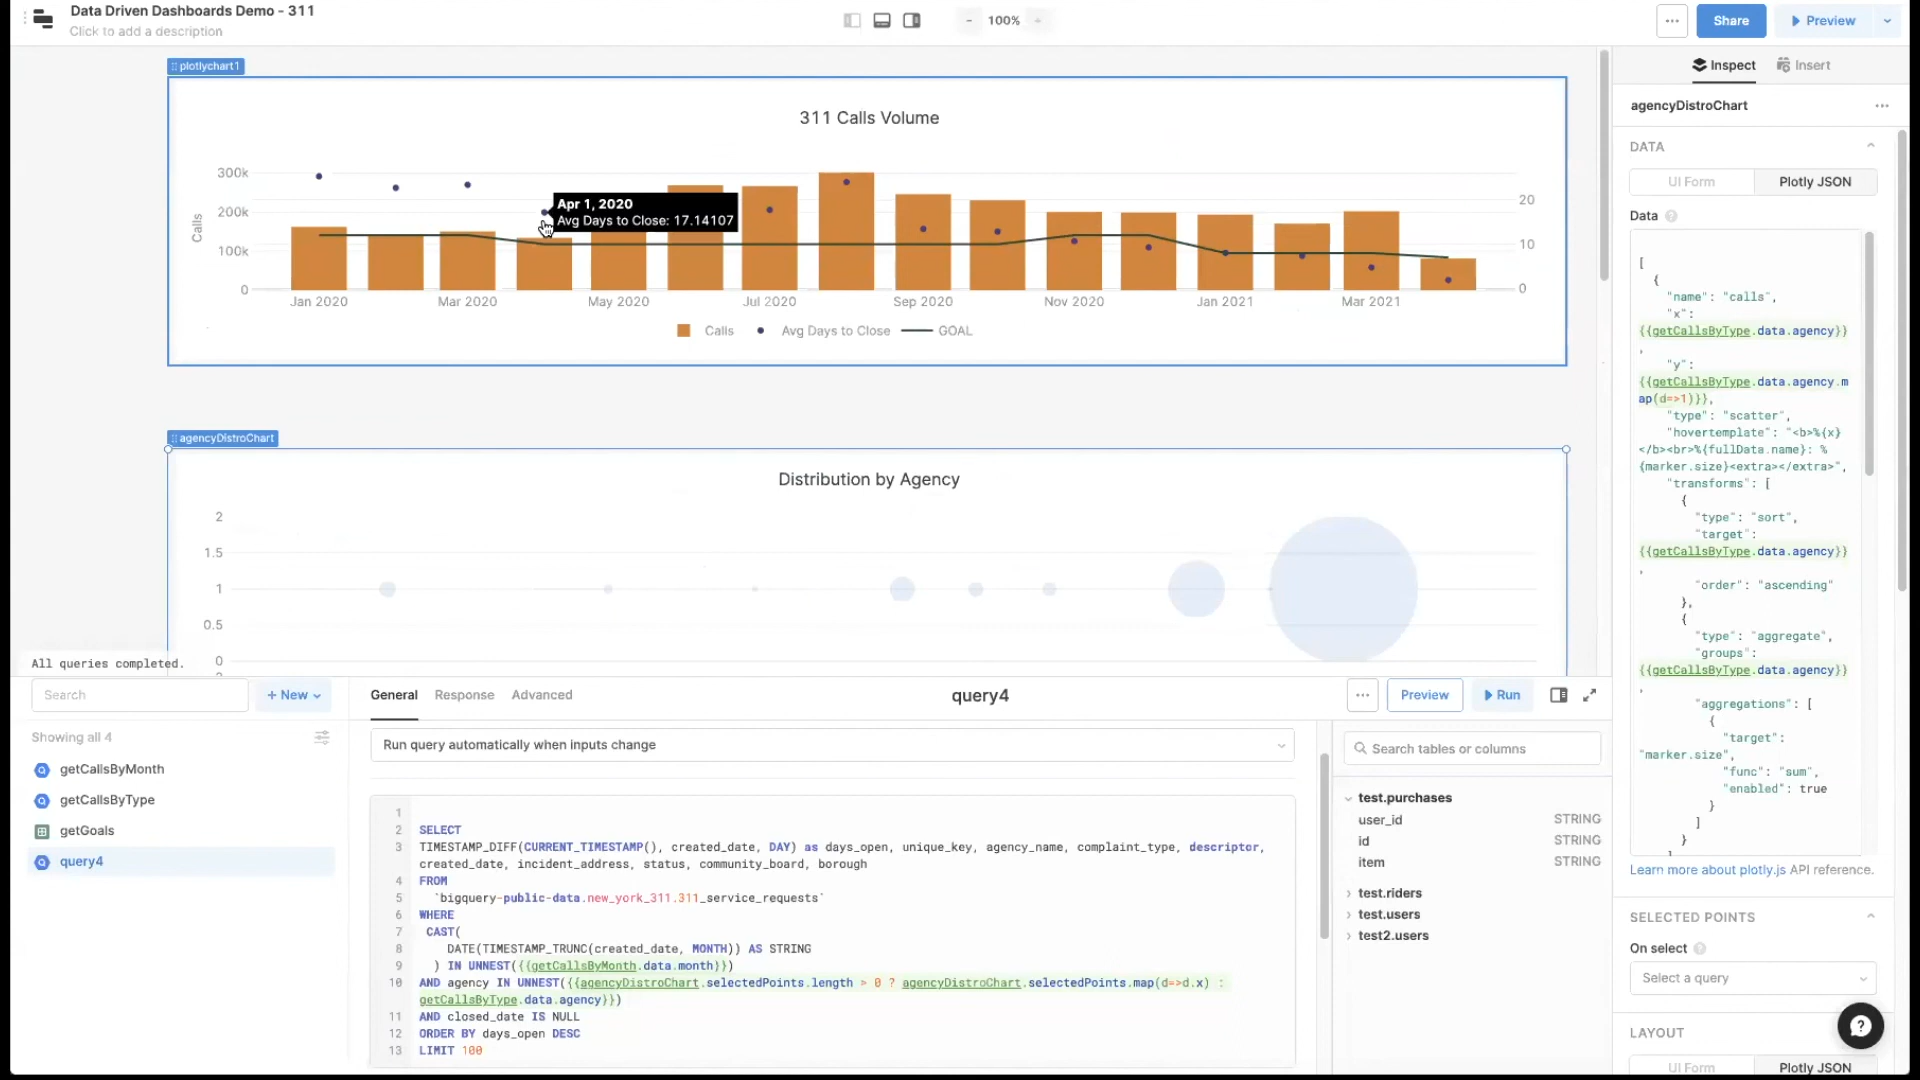 Data Driven Dashboards Demo - 311
Click to add a description
- 100% +
Share
Preview
plotlychart1
311 Calls Volume
300k
200k
100k
0
Calls
20
10
0
Apr 1, 2020
Avg Days to Close: 17.14107
Jan 2020 Mar 2020 May 2020 Jul 2020 Sep 2020 Nov 2020 Jan 2021 Mar 2021
Calls Avg Days to Close GOAL
agencyDistroChart
Distribution by Agency
2
1.5
1
0.5
0
All queries completed.
Search
+ New
Showing all 4
getCallsByMonth
getCallsByType
getGoals
query4
General Response Advanced
query4
Preview
Run
Run query automatically when inputs change
1
2 SELECT
3 TIMESTAMP_DIFF(CURRENT_TIMESTAMP(), created_date, DAY) as days_open, unique_key, agency_name, complaint_type, descriptor,
created_date, incident_address, status, community_board, borough
4 FROM
5 `bigquery-public-data.new_york_311.311_service_requests`
6 WHERE
7 CAST(
8 DATE(TIMESTAMP_TRUNC(created_date, MONTH)) AS STRING
9 ) IN UNNEST({{getCallsByMonth.data.month}})
10 AND agency IN UNNEST({{agencyDistroChart.selectedPoints.length > 0 ? agencyDistroChart.selectedPoints.map(d=>d.x) :
getCallsByType.data.agency}})
11 AND closed_date IS NULL
12 ORDER BY days_open DESC
13 LIMIT 100
Search tables or columns
test.purchases
user_id STRING
id STRING
item STRING
test.riders
test.users
test2.users
Inspect Insert
agencyDistroChart
DATA
UI Form Plotly JSON
Data
[
{
"name": "calls",
"x":
{{getCallsByType.data.agency}}
,
"y":
{{getCallsByType.data.agency.m
ap(d=>1)}},
"type": "scatter",
"hovertemplate": "<b>%{x}
</b><br>%{fullData.name}: %
{marker.size}<extra></extra>",
"transforms": [
{
"type": "sort",
"target":
{{getCallsByType.data.agency}}
,
"order": "ascending"
},
{
"type": "aggregate",
"groups":
{{getCallsByType.data.agency}}
,
"aggregations": [
{
"target":
"marker.size",
"func": "sum",
"enabled": true
}
]
}
Learn more about plotly.js API reference.
SELECTED POINTS
On select
Select a query
LAYOUT
UI Form Plotly JSON